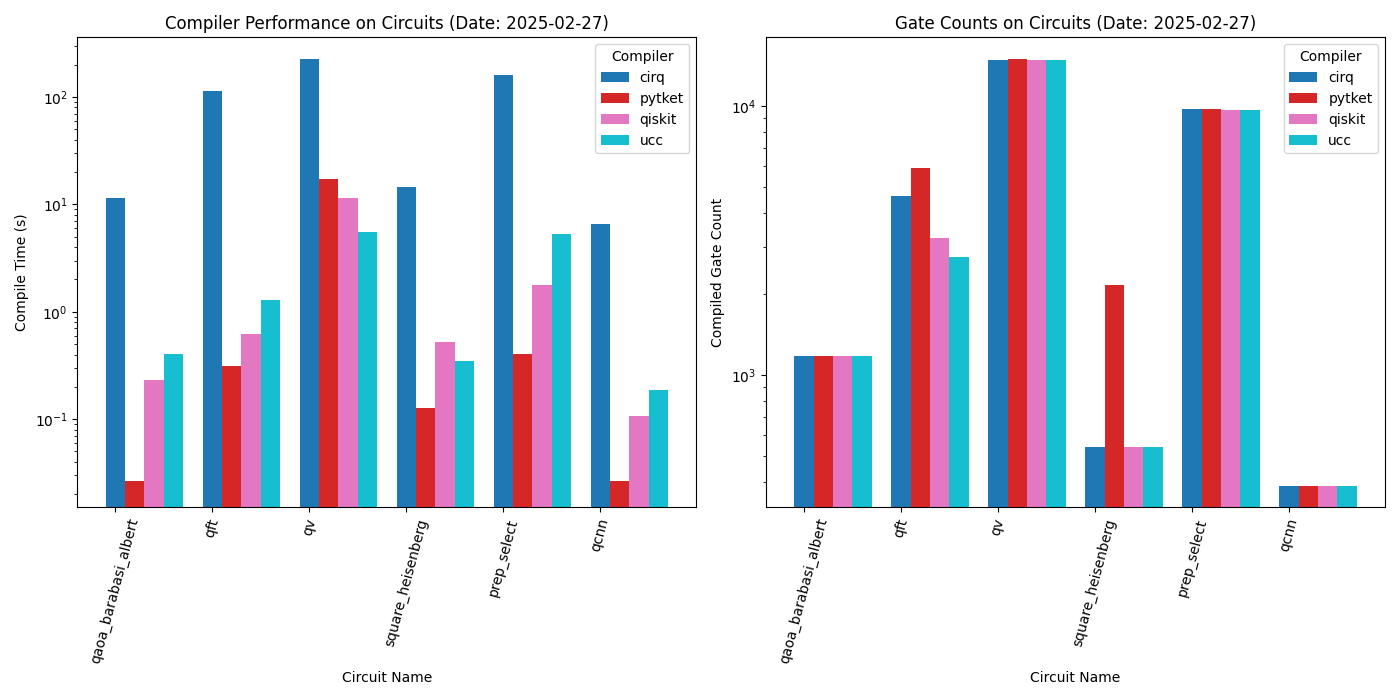 Compiler Performance on Circuits (Date: 2025-02-27)
Compile Time (s)
10²
10¹
10⁰
10⁻¹
Compiler
cirq
pytket
qiskit
ucc
qaoa_barabasi_albert
qft
qv
square_heisenberg
prep_select
qcnn
Circuit Name
Gate Counts on Circuits (Date: 2025-02-27)
Compiled Gate Count
10⁴
10³
Compiler
cirq
pytket
qiskit
ucc
qaoa_barabasi_albert
qft
qv
square_heisenberg
prep_select
qcnn
Circuit Name